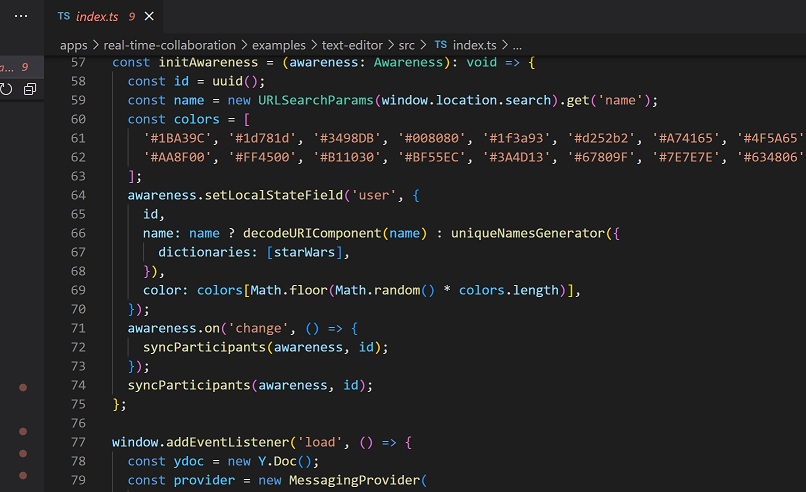 ... TS index.ts 9 ×
a... 9 apps > real-time-collaboration > examples > text-editor > src > TS index.ts > ...
57 const initAwareness = (awareness: Awareness): void => {
58 const id = uuid();
59 const name = new URLSearchParams(window.location.search).get('name');
60 const colors = [
61 '#1BA39C', '#1d781d', '#3498DB', '#008080', '#1f3a93', '#d252b2', '#A74165', '#4F5A65'
62 '#AA8F00', '#FF4500', '#B11030', '#BF55EC', '#3A4D13', '#67809F', '#7E7E7E', '#634806'
63 ];
64 awareness.setLocalStateField('user', {
65 id,
66 name: name ? decodeURIComponent(name) : uniqueNamesGenerator({
67 dictionaries: [starWars],
68 }),
69 color: colors[Math.floor(Math.random() * colors.length)],
70 });
71 awareness.on('change', () => {
72 syncParticipants(awareness, id);
73 });
74 syncParticipants(awareness, id);
75 };
76
77 window.addEventListener('load', () => {
78 const ydoc = new Y.Doc();
79 const provider = new MessagingProvider(